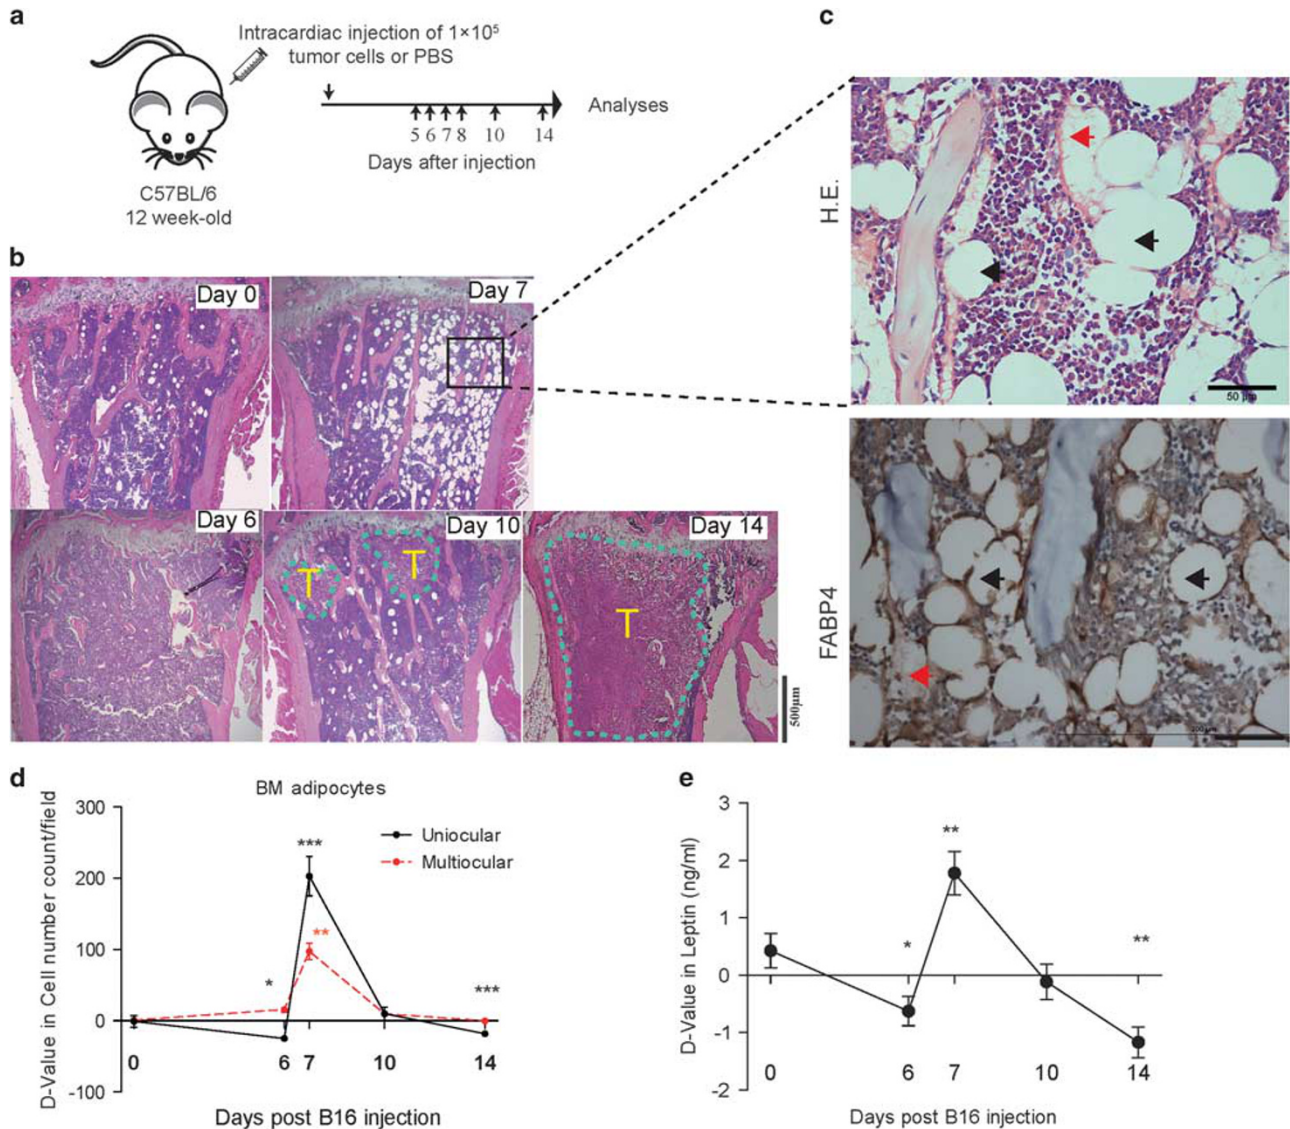 a
Intracardiac injection of 1×10⁵
tumor cells or PBS
5 6 7 8 10 14
Analyses
Days after injection
C57BL/6
12 week-old
b
Day 0
Day 7
Day 6
Day 10
Day 14
T
T
T
500μm
c
H.E.
50 μm
FABP4
d
BM adipocytes
D-Value in Cell number count/field
300
200
100
0
-100
Uniocular
Multiocular
*
***
**
***
0 6 7 10 14
Days post B16 injection
e
D-Value in Leptin (ng/ml)
3
2
1
0
-1
-2
*
**
**
0 6 7 10 14
Days post B16 injection